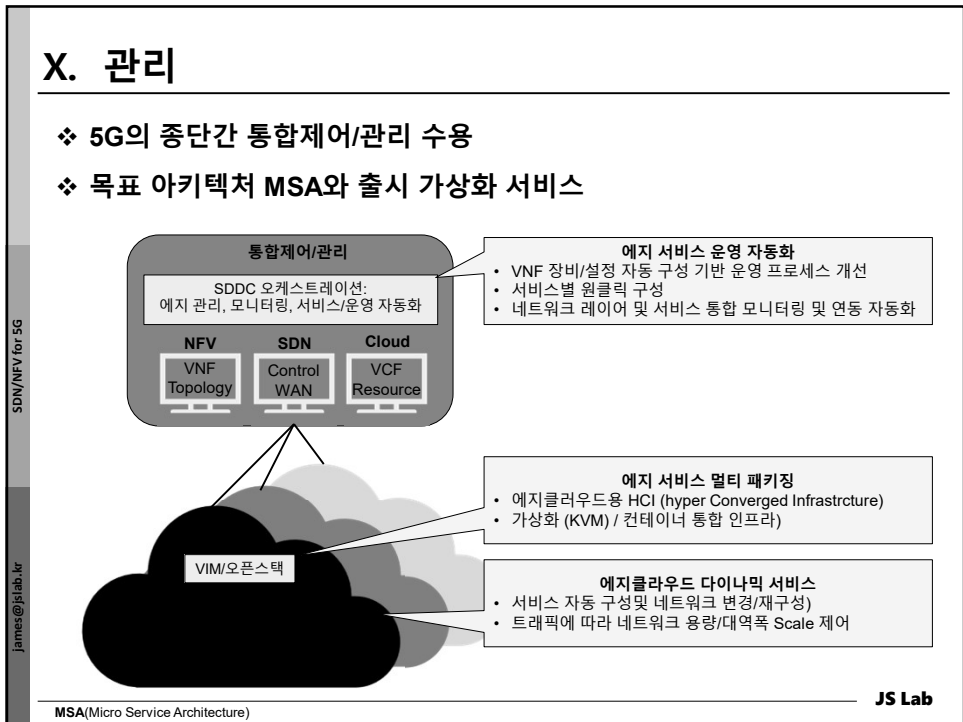 X. 관리
❖ 5G의 종단간 통합제어/관리 수용
❖ 목표 아키텍처 MSA와 출시 가상화 서비스
통합제어/관리
SDDC 오케스트레이션:
에지 관리, 모니터링, 서비스/운영 자동화
NFV SDN Cloud
VNF Topology
Control WAN
VCF Resource
에지 서비스 운영 자동화
• VNF 장비/설정 자동 구성 기반 운영 프로세스 개선
• 서비스별 원클릭 구성
• 네트워크 레이어 및 서비스 통합 모니터링 및 연동 자동화
에지 서비스 멀티 패키징
• 에지클러우드용 HCI (hyper Converged Infrastrcture)
• 가상화 (KVM) / 컨테이너 통합 인프라)
VIM/오픈스택
에지클라우드 다이나믹 서비스
• 서비스 자동 구성및 네트워크 변경/재구성)
• 트래픽에 따라 네트워크 용량/대역폭 Scale 제어
SDN/NFV for 5G
james@jslab.kr
MSA(Micro Service Architecture)
JS Lab